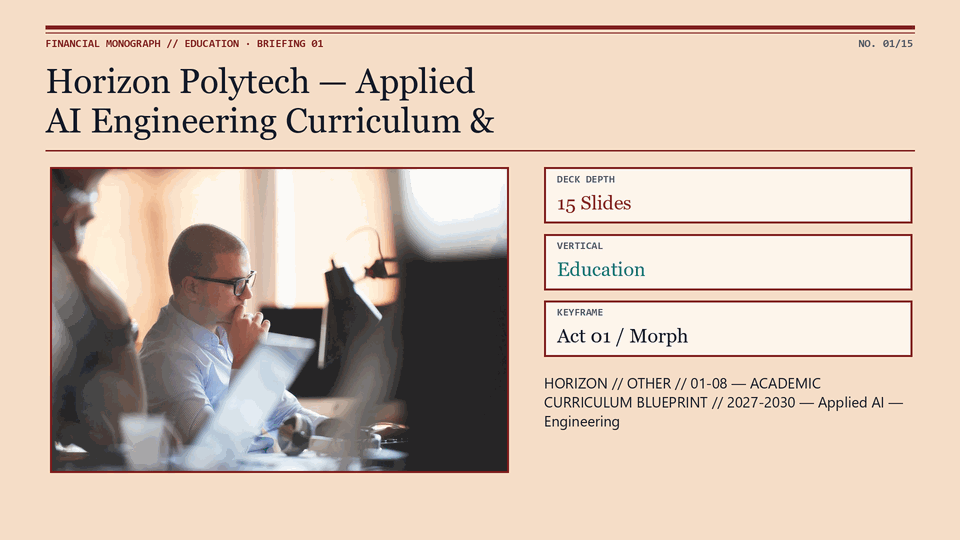 FINANCIAL MONOGRAPH // EDUCATION · BRIEFING 01
NO. 01/15
Horizon Polytech — Applied
AI Engineering Curriculum &
DECK DEPTH
15 Slides
VERTICAL
Education
KEYFRAME
Act 01 / Morph
HORIZON // OTHER // 01-08 — ACADEMIC
CURRICULUM BLUEPRINT // 2027-2030 — Applied AI —
Engineering